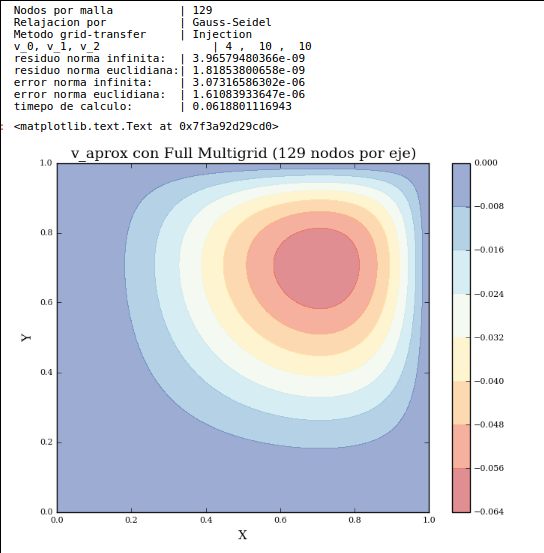 Nodos por malla | 129
Relajacion por | Gauss-Seidel
Metodo grid-transfer | Injection
v_0, v_1, v_2 | 4 , 10 , 10
residuo norma infinita: | 3.96579480366e-09
residuo norma euclidiana:| 1.81853800658e-09
error norma infinita: | 3.07316586302e-06
error norma euclidiana: | 1.61083933647e-06
timepo de calculo: | 0.0618801116943
<matplotlib.text.Text at 0x7f3a92d29cd0>
v_aprox con Full Multigrid (129 nodos por eje)
1.0
0.8
0.6
0.4
0.2
0.0
Y
0.0 0.2 0.4 0.6 0.8 1.0
X
0.000
−0.008
−0.016
−0.024
−0.032
−0.040
−0.048
−0.056
−0.064